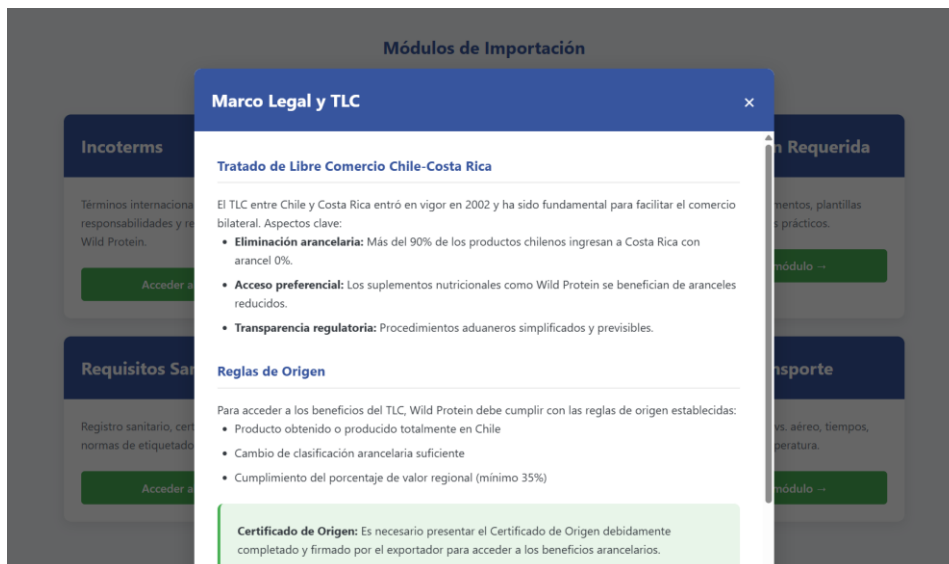 Módulos de Importación
Marco Legal y TLC
×
Incoterms
Términos internaciona
responsabilidades y re
Wild Protein.
Acceder a
n Requerida
mentos, plantillas
s prácticos.
módulo →
Tratado de Libre Comercio Chile-Costa Rica
El TLC entre Chile y Costa Rica entró en vigor en 2002 y ha sido fundamental para facilitar el comercio
bilateral. Aspectos clave:
• Eliminación arancelaria: Más del 90% de los productos chilenos ingresan a Costa Rica con
arancel 0%.
• Acceso preferencial: Los suplementos nutricionales como Wild Protein se benefician de aranceles
reducidos.
• Transparencia regulatoria: Procedimientos aduaneros simplificados y previsibles.
Requisitos San
Registro sanitario, cert
normas de etiquetado
Acceder a
nsporte
vs. aéreo, tiempos,
peratura.
módulo →
Reglas de Origen
Para acceder a los beneficios del TLC, Wild Protein debe cumplir con las reglas de origen establecidas:
• Producto obtenido o producido totalmente en Chile
• Cambio de clasificación arancelaria suficiente
• Cumplimiento del porcentaje de valor regional (mínimo 35%)
Certificado de Origen: Es necesario presentar el Certificado de Origen debidamente
completado y firmado por el exportador para acceder a los beneficios arancelarios.